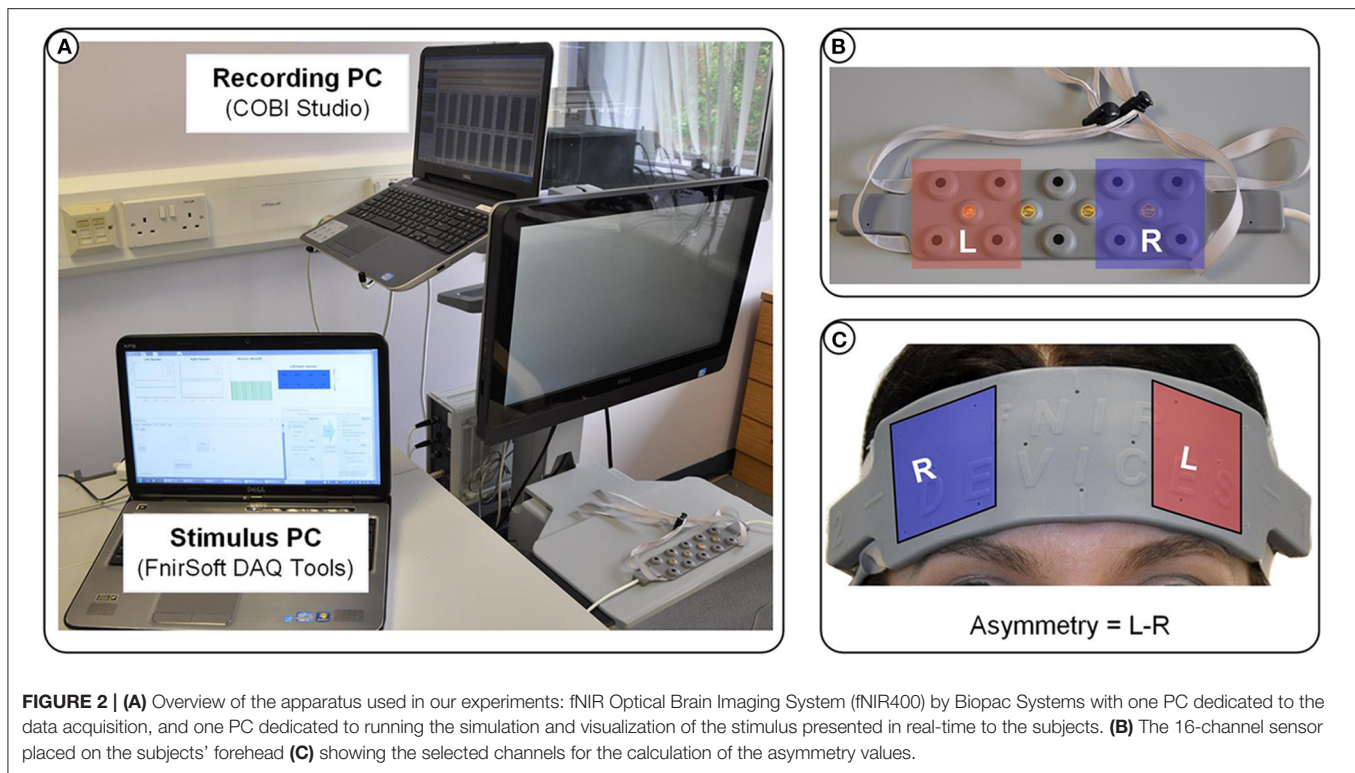 A
Recording PC
(COBI Studio)
DELL
DELL
Stimulus PC
(FnirSoft DAQ Tools)
B
L
R
C
fNIR
DEVICES
R
L
Asymmetry = L-R
FIGURE 2 | (A) Overview of the apparatus used in our experiments: fNIR Optical Brain Imaging System (fNIR400) by Biopac Systems with one PC dedicated to the
data acquisition, and one PC dedicated to running the simulation and visualization of the stimulus presented in real-time to the subjects. (B) The 16-channel sensor
placed on the subjects' forehead (C) showing the selected channels for the calculation of the asymmetry values.